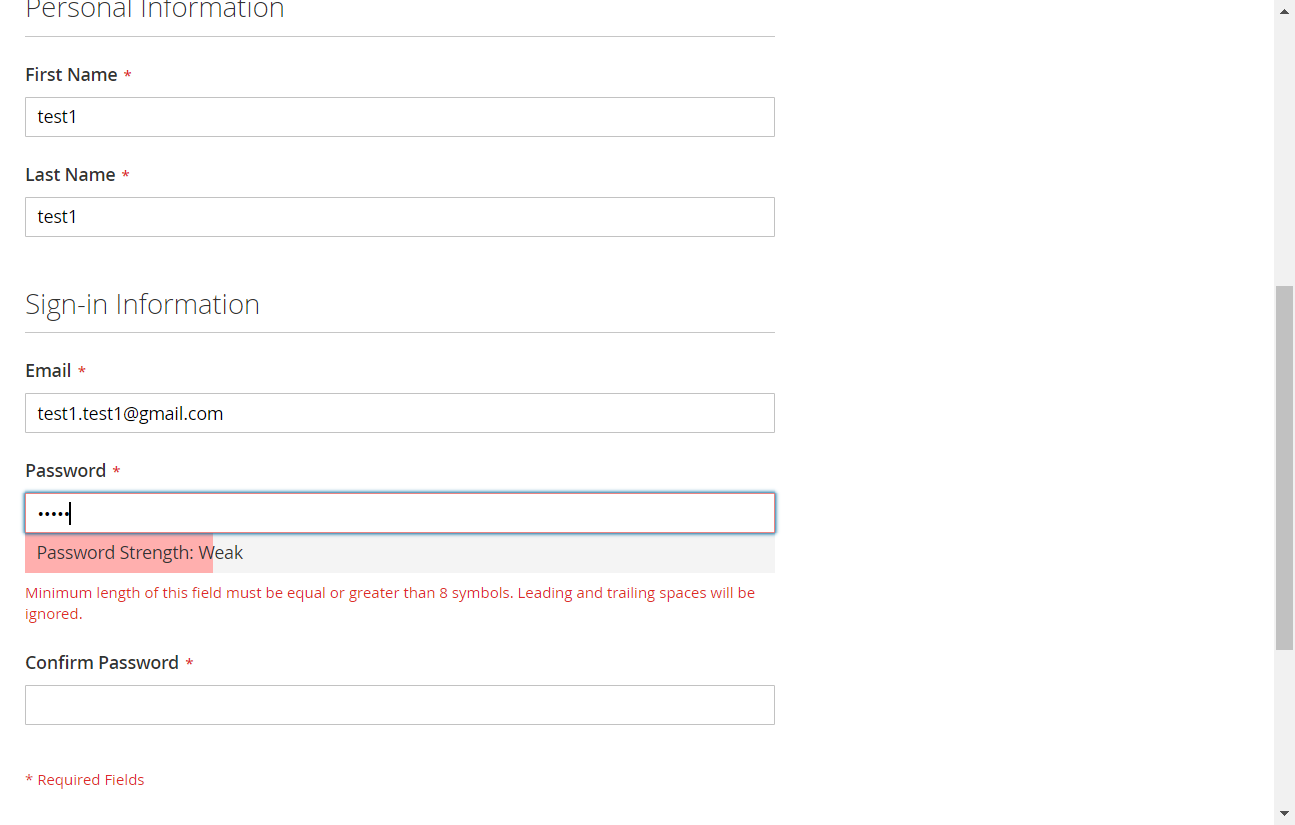 Personal Information
First Name *
test1
Last Name *
test1
Sign-in Information
Email *
test1.test1@gmail.com
Password *
•••••
Password Strength: Weak
Minimum length of this field must be equal or greater than 8 symbols. Leading and trailing spaces will be
ignored.
Confirm Password *
* Required Fields